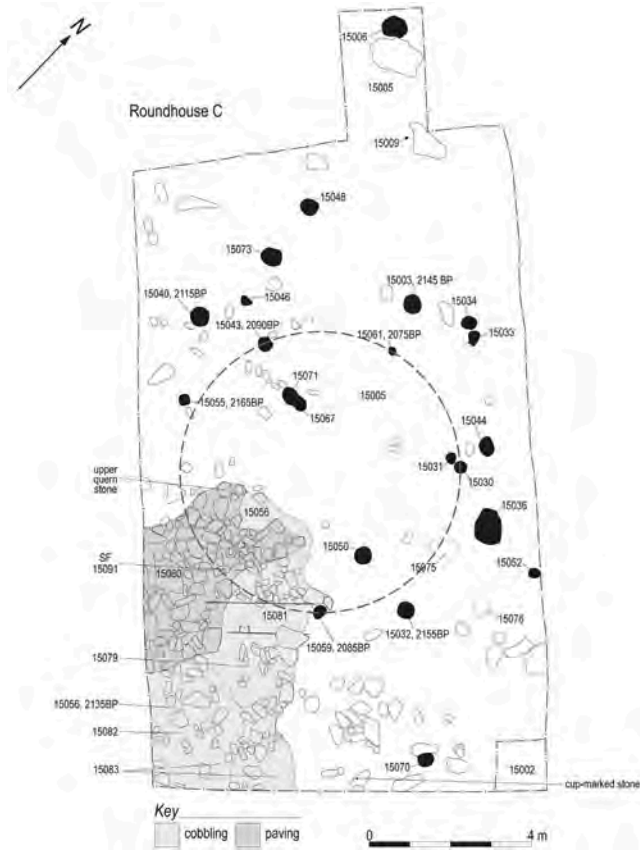 N
15006
15005
Roundhouse C
15009
15048
15073
15040, 2115BP
15046
15003, 2145 BP
15034
15043, 2090BP
15061, 2075BP
15033
15071
15005
15055, 2165BP
15067
15044
15031
15030
upper
quern
stone
15056
15036
15050
SF
15091
15080
15075
15052
15081
15032, 2155BP
15076
15059, 2085BP
15079
15056, 2135BP
15082
15083
15070
15002
cup-marked stone
Key
cobbling
paving
0
4 m